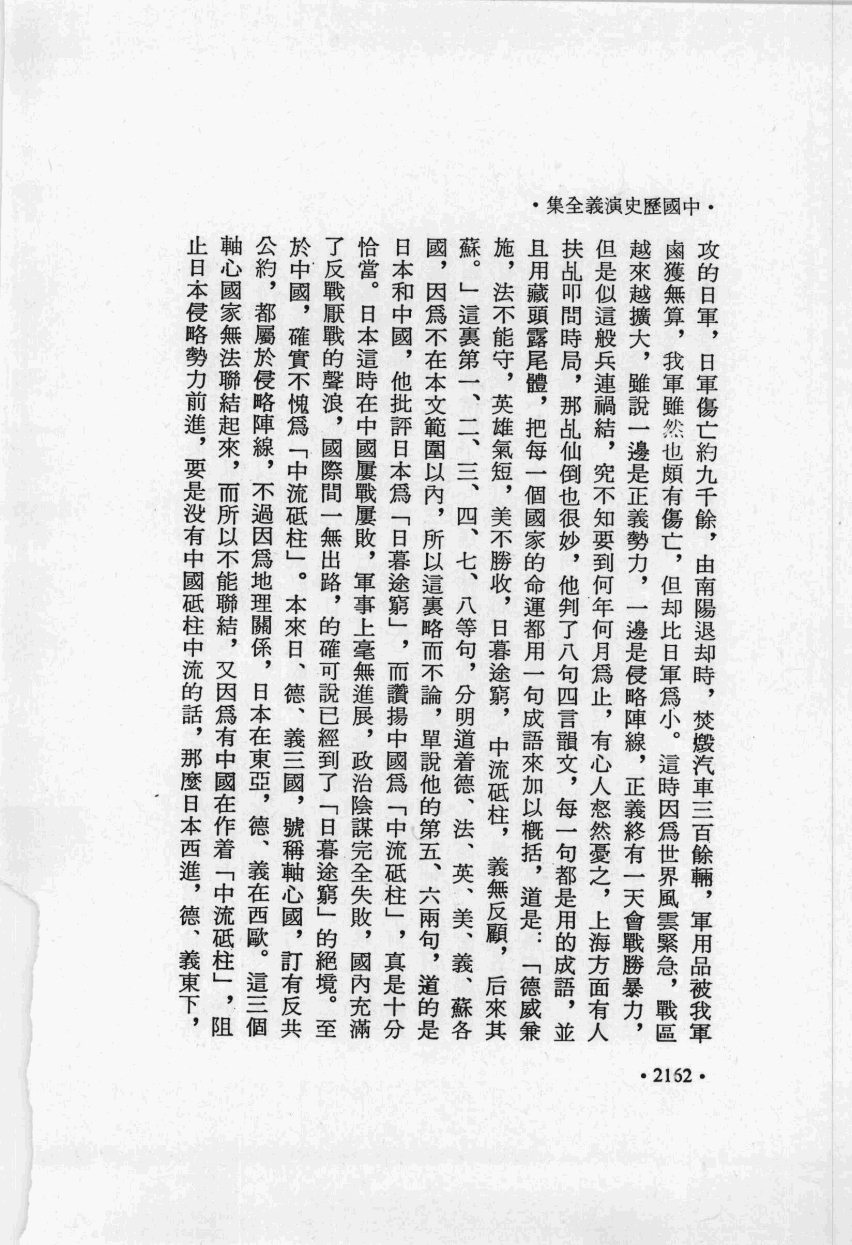 ·中國歷史演義全集·
攻的日軍，日軍傷亡約九千餘，由南陽退却時，焚燬汽車三百餘輛，軍用品被我軍
鹵獲無算，我軍雖然也頗有傷亡，但却比日軍爲小。這時因爲世界風雲緊急，戰區
越來越擴大，雖說一邊是正義勢力，一邊是侵略陣線，正義終有一天會戰勝暴力，
但是似這般兵連禍結，究不知要到何年何月爲止，有心人惄然憂之，上海方面有人
扶乩叩問時局，那乩仙倒也很妙，他判了八句四言韻文，每一句都是用的成語，並
且用藏頭露尾體，把每一個國家的命運都用一句成語來加以概括，道是：「德威兼
施，法不能守，英雄氣短，美不勝收，日暮途窮，中流砥柱，義無反顧，后來其
蘇。」這裏第一、二、三、四、七、八等句，分明道着德、法、英、美、義、蘇各
國，因爲不在本文範圍以內，所以這裏略而不論，單說他的第五、六兩句，道的是
日本和中國，他批評日本爲「日暮途窮」，而讚揚中國爲「中流砥柱」，真是十分
恰當。日本這時在中國屢戰屢敗，軍事上毫無進展，政治陰謀完全失敗，國內充滿
了反戰厭戰的聲浪，國際間一無出路，的確可說已經到了「日暮途窮」的絕境。至
於中國，確實不愧爲「中流砥柱」。本來日、德、義三國，號稱軸心國，訂有反共
公約，都屬於侵略陣線，不過因爲地理關係，日本在東亞，德、義在西歐。這三個
軸心國家無法聯結起來，而所以不能聯結，又因爲有中國在作着「中流砥柱」，阻
止日本侵略勢力前進，要是没有中國砥柱中流的話，那麼日本西進，德、義東下，
·2162·